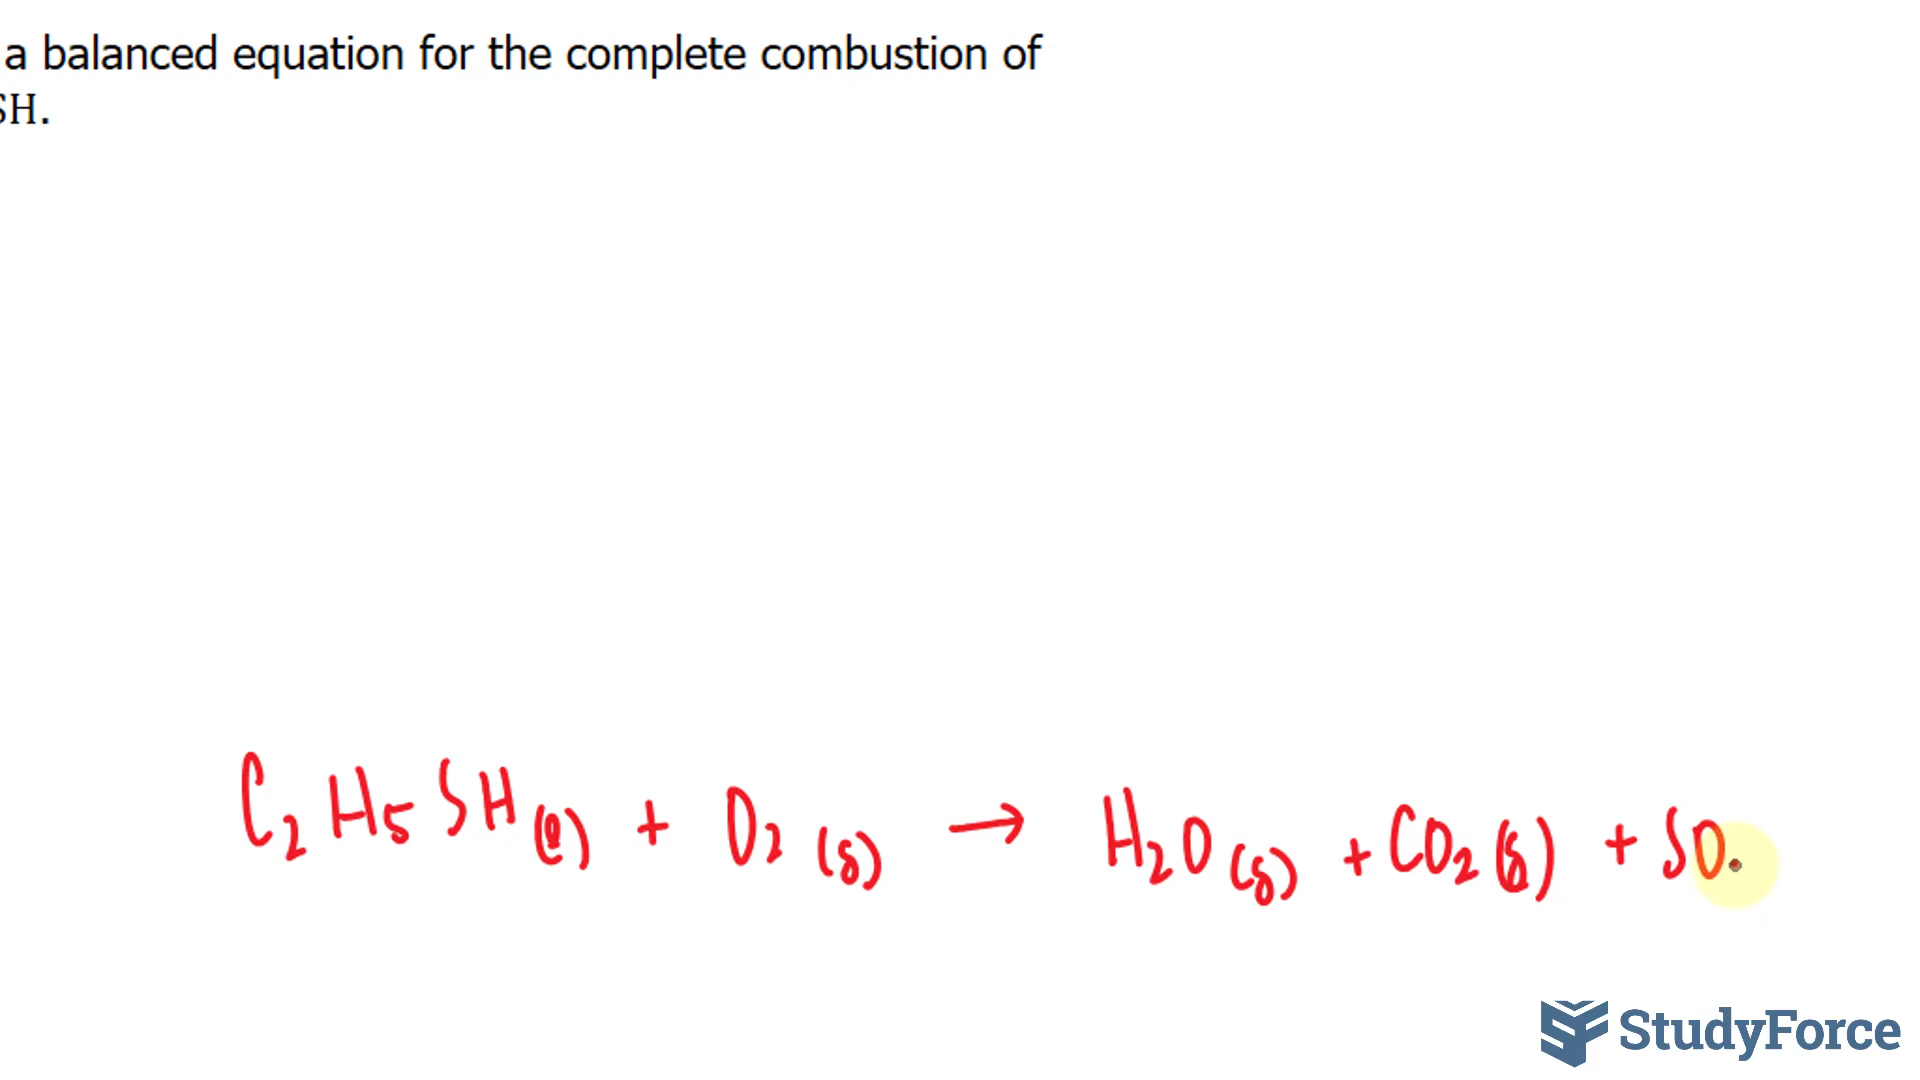 a balanced equation for the complete combustion of
SH.
C₂H₅SH(l) + O₂(g) → H₂O(g) + CO₂(g) + SO
StudyForce